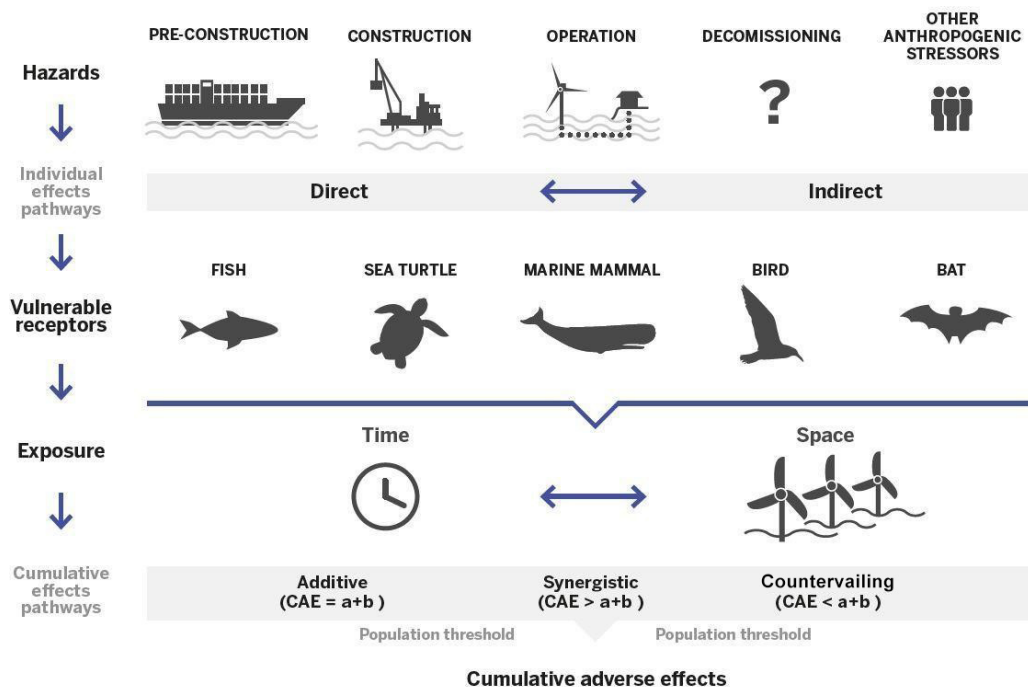 PRE-CONSTRUCTION
CONSTRUCTION
OPERATION
DECOMISSIONING
OTHER
ANTHROPOGENIC
STRESSORS
Hazards
?
Individual
effects
pathways
Direct
Indirect
FISH
SEA TURTLE
MARINE MAMMAL
BIRD
BAT
Vulnerable
receptors
Exposure
Time
Space
Cumulative
effects
pathways
Additive
(CAE = a+b )
Synergistic
(CAE > a+b )
Countervailing
(CAE < a+b )
Population threshold
Population threshold
Cumulative adverse effects